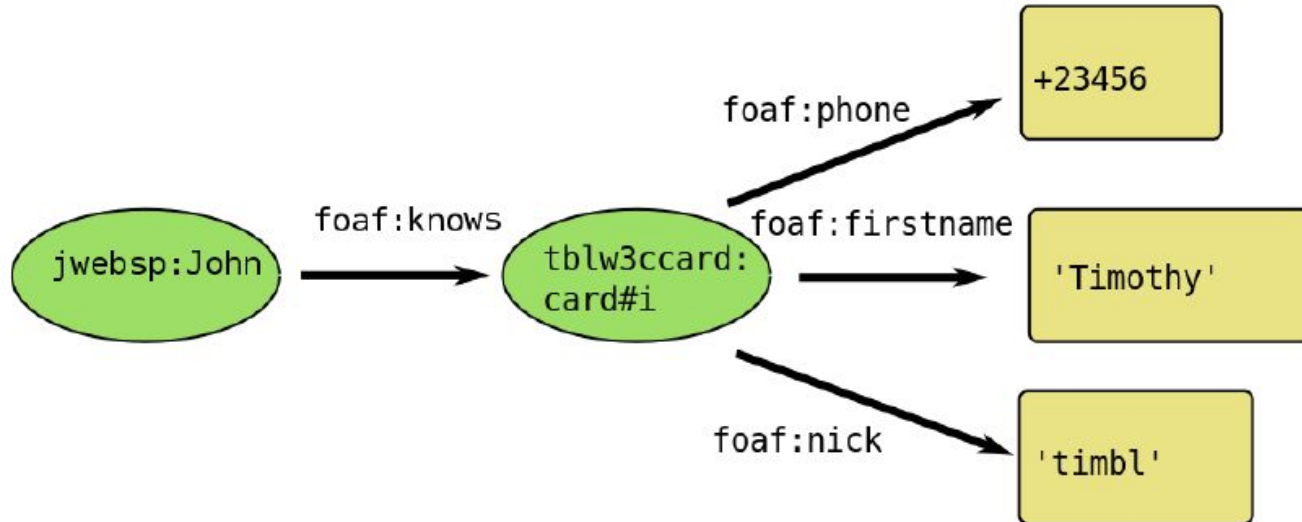 +23456
foaf:phone
foaf:knows
foaf:firstname
jwebsp:John
tblw3ccard:
card#i
'Timothy'
foaf:nick
'timbl'